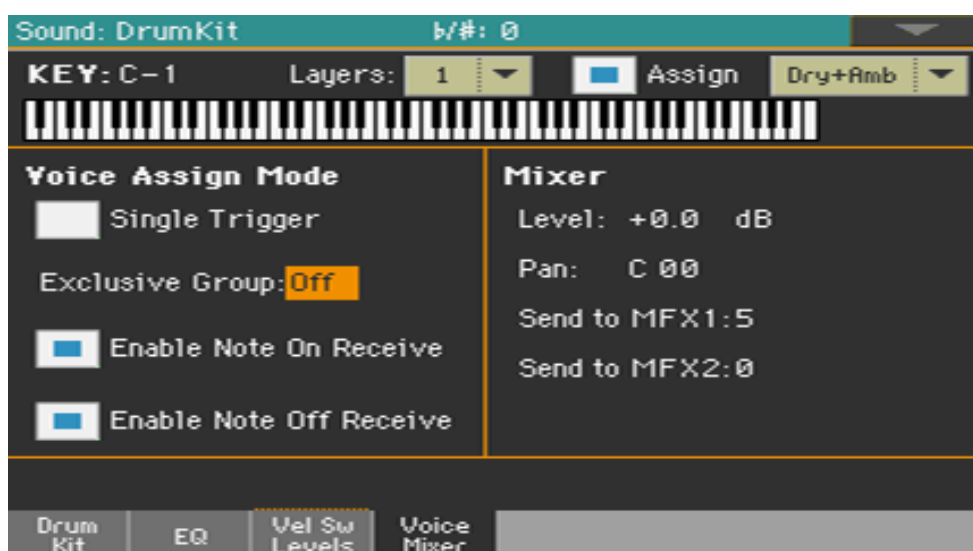 Sound: DrumKit ♭/#: 0
KEY: C-1 Layers: 1 Assign Dry+Amb
Voice Assign Mode
Single Trigger
Exclusive Group: Off
Enable Note On Receive
Enable Note Off Receive
Mixer
Level: +0.0 dB
Pan: C 00
Send to MFX1:5
Send to MFX2:0
Drum
Kit
EQ
Vel Sw
Levels
Voice
Mixer